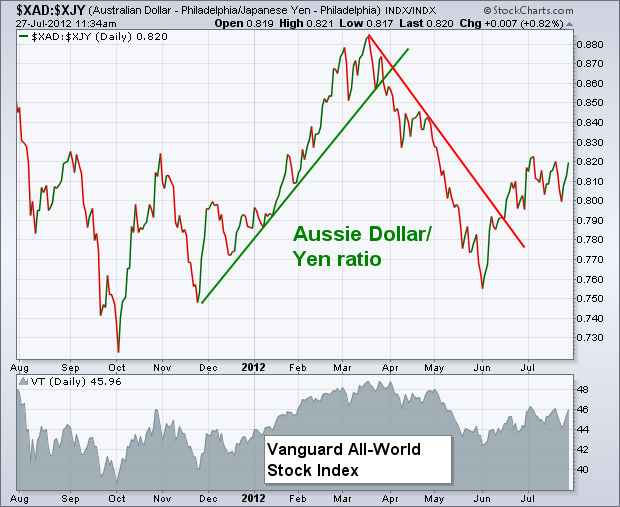 $XAD:$XJY (Australian Dollar - Philadelphia/Japanese Yen - Philadelphia) INDX/INDX
© StockCharts.com
27-Jul-2012 11:34am
Open 0.819 High 0.821 Low 0.817 Last 0.820 Chg +0.007 (+0.82%)
$XAD:$XJY (Daily) 0.820
0.880
0.870
0.860
0.850
0.840
0.830
0.820
0.810
0.800
0.790
0.780
0.770
0.760
0.750
0.740
0.730
Aussie Dollar/
Yen ratio
Aug Sep Oct Nov Dec 2012 Feb Mar Apr May Jun Jul
VT (Daily) 45.96
48
46
44
42
40
Vanguard All-World
Stock Index
Aug Sep Oct Nov Dec 2012 Feb Mar Apr May Jun Jul